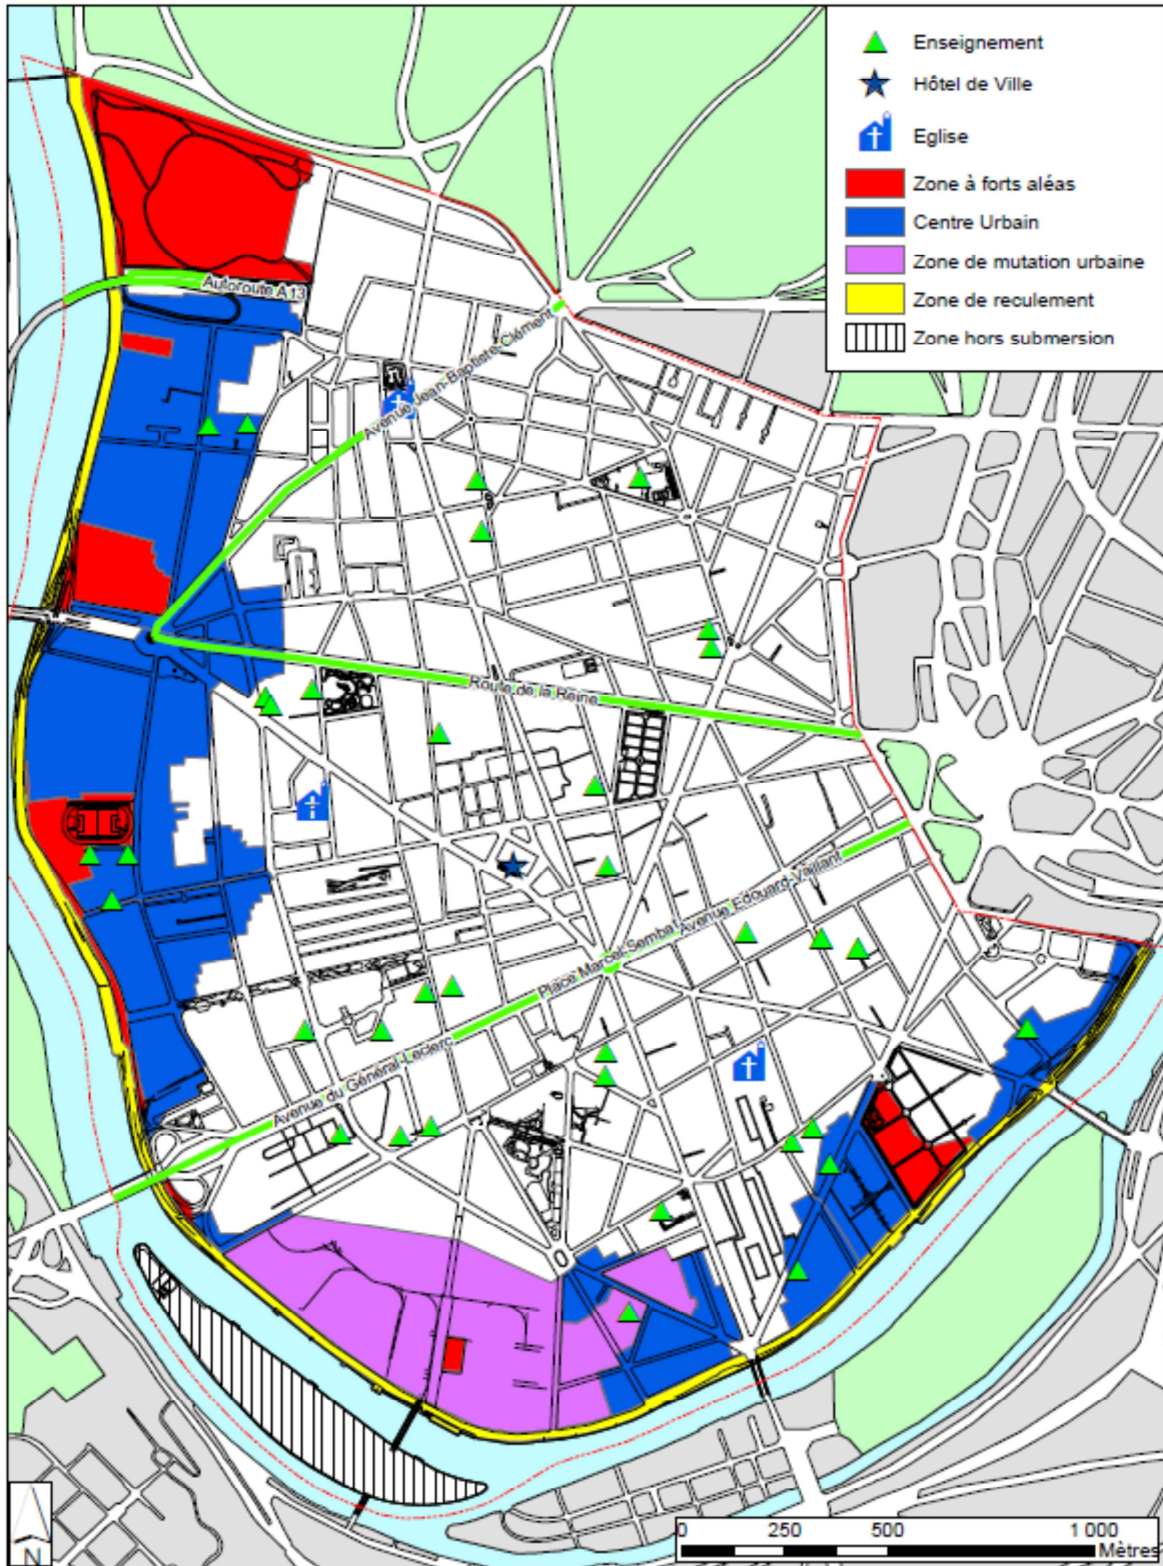 Enseignement
Hôtel de Ville
Eglise
Zone à forts aléas
Centre Urbain
Zone de mutation urbaine
Zone de reculement
Zone hors submersion
Autoroute A13
Avenue Jean-Baptiste-Clément
Route de la Reine
Avenue Edouard-Vaillant
Place Marcel Sembat
Avenue du Général-Leclerc
N
0 250 500 1 000
Mètres